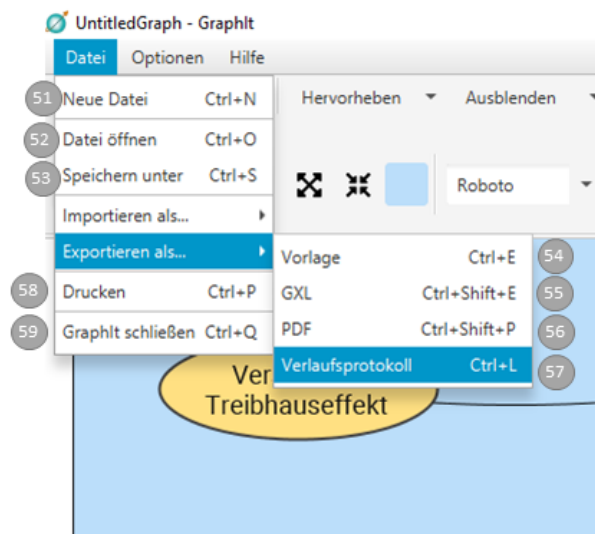 UntitledGraph - GraphIt
Datei Optionen Hilfe
51 Neue Datei Ctrl+N Hervorheben Ausblenden
52 Datei öffnen Ctrl+O
53 Speichern unter Ctrl+S Roboto
Importieren als...
Exportieren als...
Vorlage Ctrl+E 54
58 Drucken Ctrl+P GXL Ctrl+Shift+E 55
59 GraphIt schließen Ctrl+Q PDF Ctrl+Shift+P 56
Verlaufsprotokoll Ctrl+L 57
Ver
Treibhauseffekt